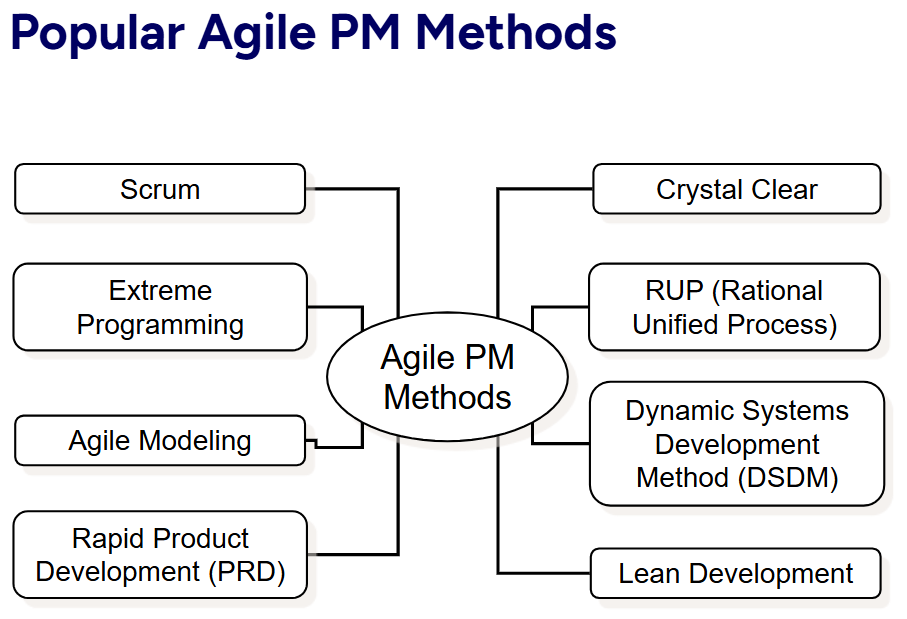 Popular Agile PM Methods
Scrum
Extreme
Programming
Agile Modeling
Rapid Product
Development (PRD)
Agile PM
Methods
Crystal Clear
RUP (Rational
Unified Process)
Dynamic Systems
Development
Method (DSDM)
Lean Development